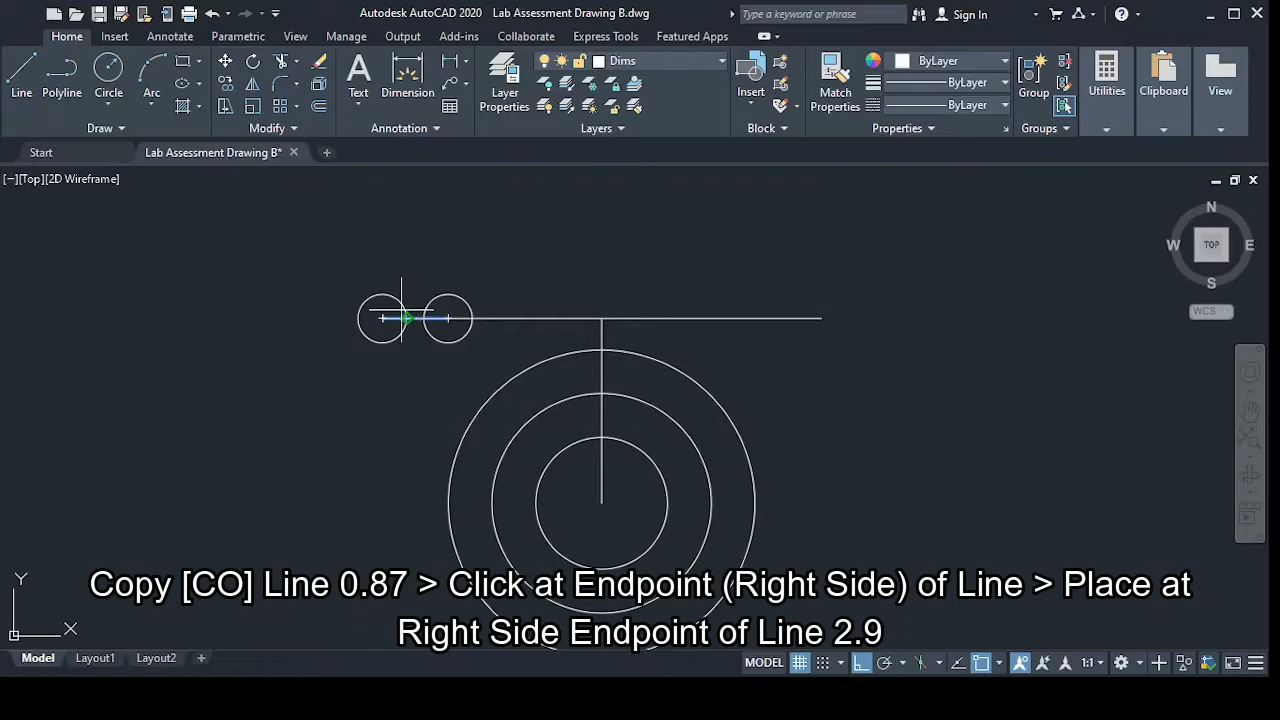 Autodesk AutoCAD 2020 Lab Assessment Drawing B.dwg
Type a keyword or phrase
Sign In
Home Insert Annotate Parametric View Manage Output Add-ins Collaborate Express Tools Featured Apps
Line Polyline Circle Arc
Text Dimension
Layer Properties
Dims
Insert
Match Properties
ByLayer
ByLayer
ByLayer
Group
Utilities Clipboard View
Draw Modify Annotation Layers Block Properties Groups
Start Lab Assessment Drawing B*
[−][Top][2D Wireframe]
N
W TOP E
S
WCS
Copy [CO] Line 0.87 > Click at Endpoint (Right Side) of Line > Place at
Right Side Endpoint of Line 2.9
Y
X
Model Layout1 Layout2
MODEL 1:1